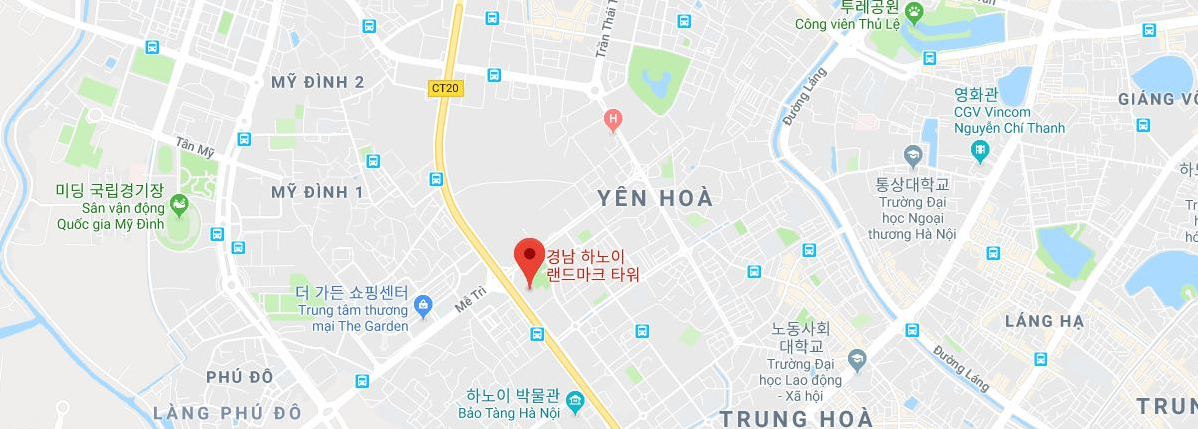 투레공원
Công viên Thủ Lệ
Trần Thái T
CT20
MỸ ĐÌNH 2
Đường Láng
영화관
CGV Vincom
Nguyễn Chí Thanh
GIẢNG VÕ
Tân Mỹ
H
미딩 국립경기장
Sân vận động
Quốc gia Mỹ Đình
MỸ ĐÌNH 1
YÊN HOÀ
통상대학교
Trường Đại
học Ngoại
thương Hà Nội
경남 하노이
랜드마크 타워
더 가든 쇼핑센터
Trung tâm thương
mại The Garden
Mễ Trì
노동사회
대학교
Trường Đại
học Lao động
- Xã hội
LÁNG HẠ
Đường Láng
PHÚ ĐÔ
LÀNG PHÚ ĐÔ
하노이 박물관
Bảo Tàng Hà Nội
TRUNG HOÀ
TRUN